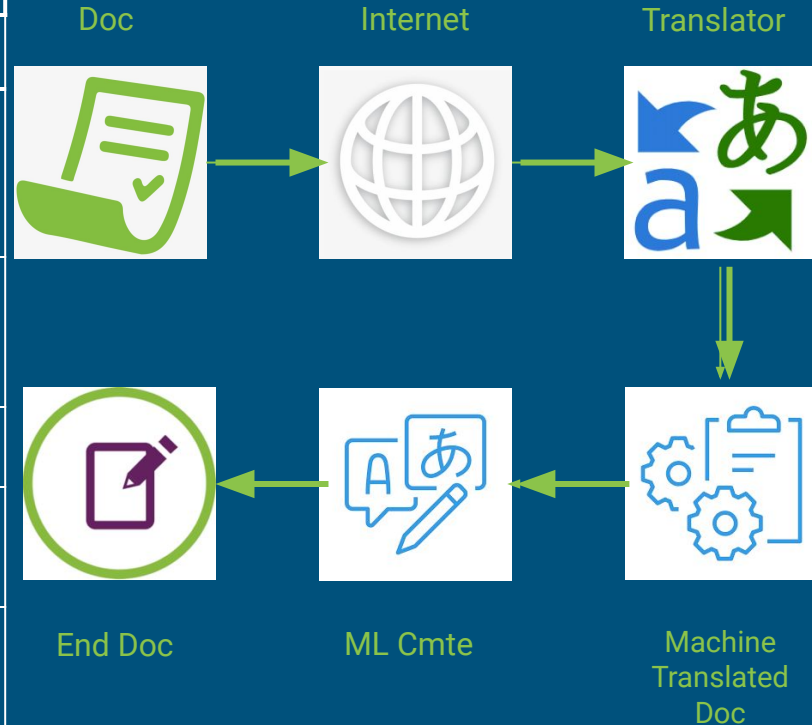 Doc
Internet
Translator
あ
a
A
あ
End Doc
ML Cmte
Machine
Translated
Doc